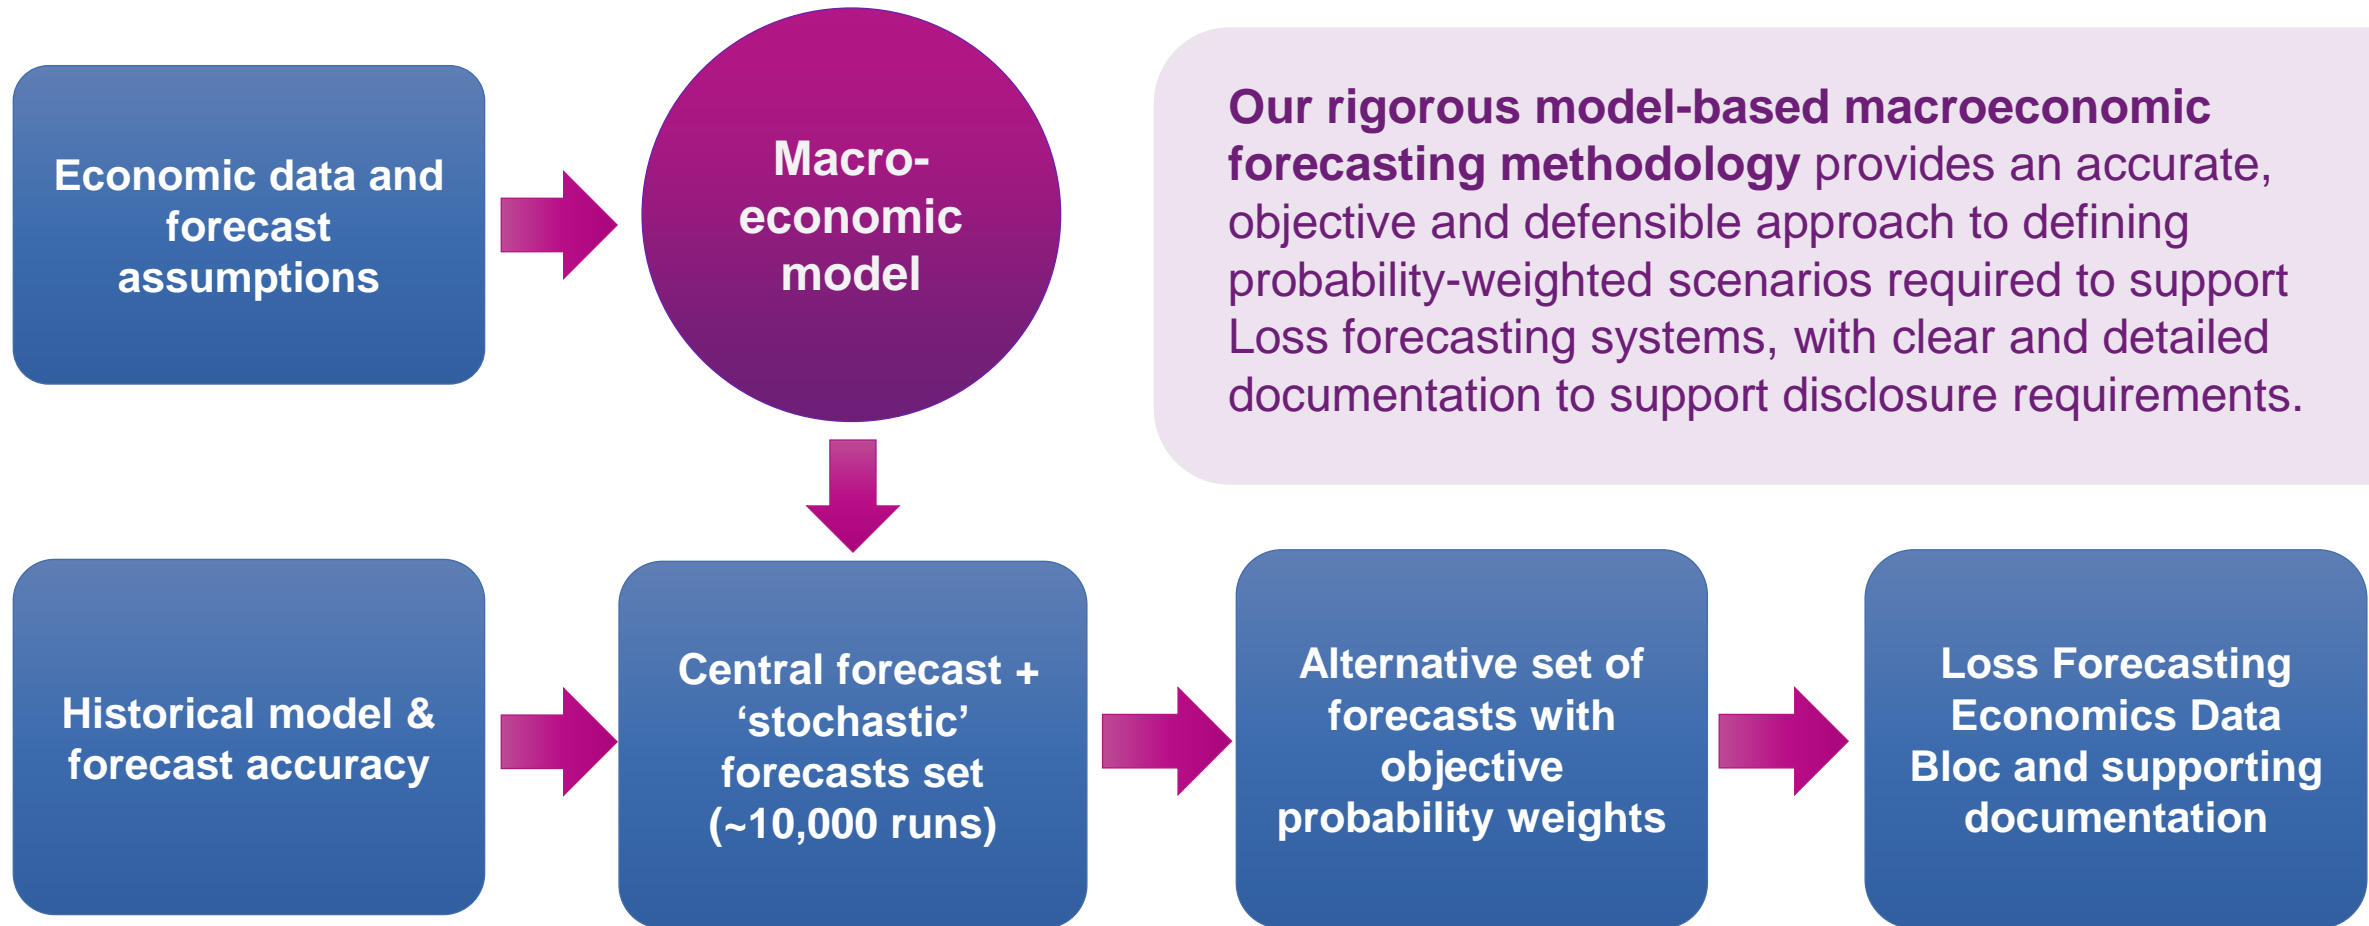 Economic data and
forecast
assumptions
Macro-
economic
model
Our rigorous model-based macroeconomic
forecasting methodology provides an accurate,
objective and defensible approach to defining
probability-weighted scenarios required to support
Loss forecasting systems, with clear and detailed
documentation to support disclosure requirements.
Historical model &
forecast accuracy
Central forecast +
‘stochastic’
forecasts set
(~10,000 runs)
Alternative set of
forecasts with
objective
probability weights
Loss Forecasting
Economics Data
Bloc and supporting
documentation